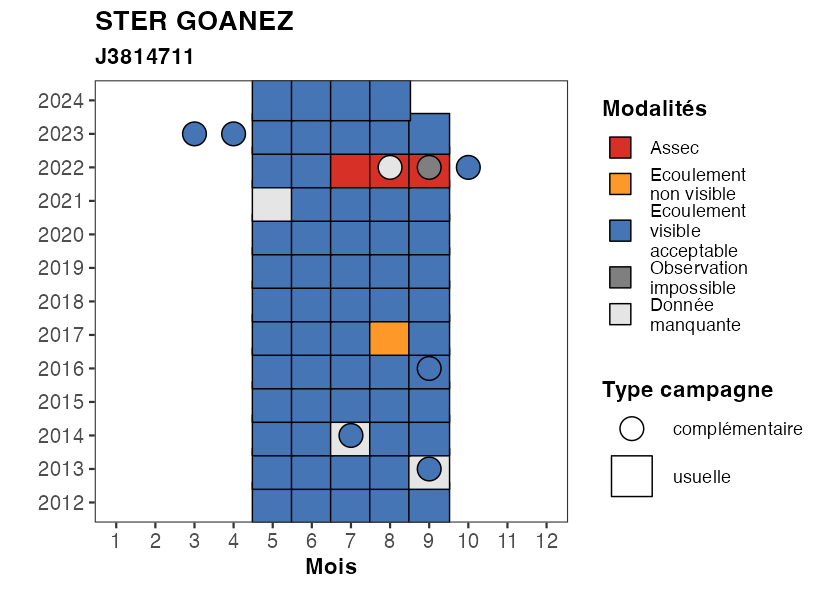 STER GOANEZ
J3814711
2024
2023
2022
2021
2020
2019
2018
2017
2016
2015
2014
2013
2012
1 2 3 4 5 6 7 8 9 10 11 12
Mois
Modalités
Assec
Ecoulement
non visible
Ecoulement
visible
acceptable
Observation
impossible
Donnée
manquante
Type campagne
complémentaire
usuelle